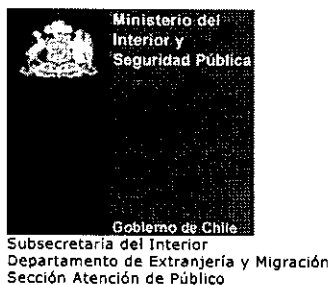 Ministerio del
Interior y
Seguridad Pública
Gobierno de Chile
Subsecretaría del Interior
Departamento de Extranjería y Migración
Sección Atención de Público